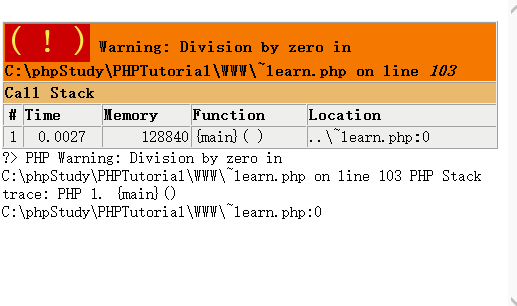 ( ! ) Warning: Division by zero in
C:\phpStudy\PHPTutorial\WWW\~learn.php on line 103
Call Stack
# Time Memory Function Location
1 0.0027 128840 {main}( ) ..\~learn.php:0
?> PHP Warning: Division by zero in
C:\phpStudy\PHPTutorial\WWW\~learn.php on line 103 PHP Stack
trace: PHP 1. {main}()
C:\phpStudy\PHPTutorial\WWW\~learn.php:0